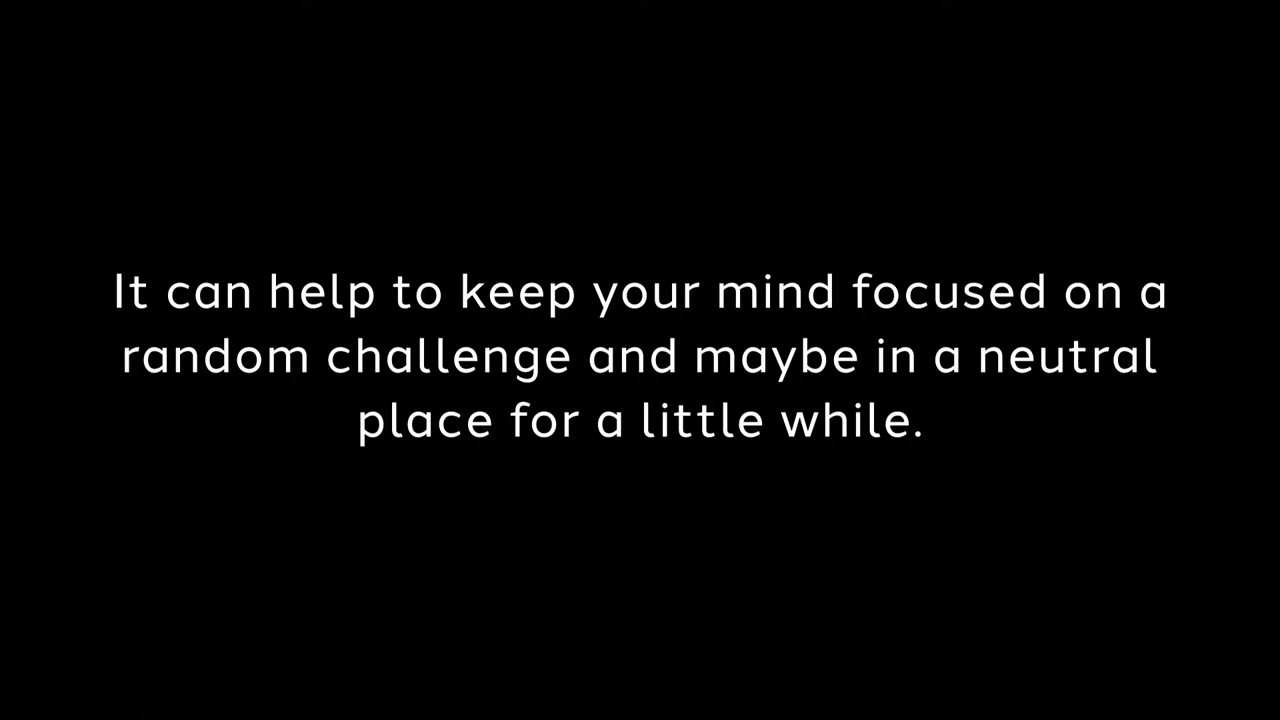 It can help to keep your mind focused on a
random challenge and maybe in a neutral
place for a little while.